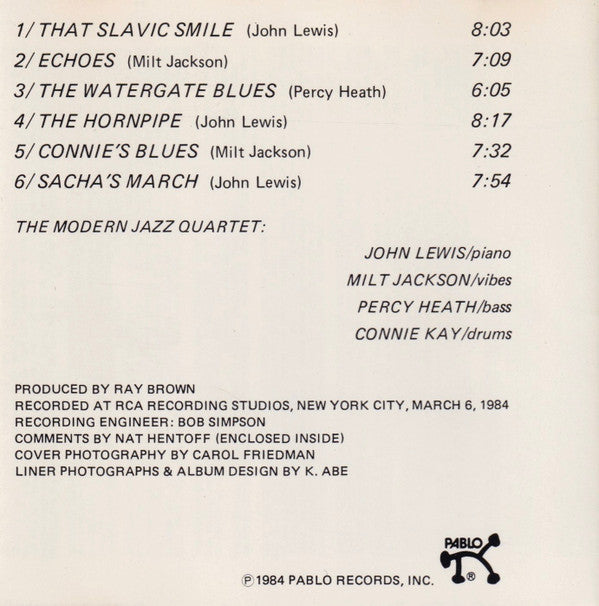 1/ THAT SLAVIC SMILE (John Lewis) 8:03
2/ ECHOES (Milt Jackson) 7:09
3/ THE WATERGATE BLUES (Percy Heath) 6:05
4/ THE HORNPIPE (John Lewis) 8:17
5/ CONNIE'S BLUES (Milt Jackson) 7:32
6/ SACHA'S MARCH (John Lewis) 7:54
THE MODERN JAZZ QUARTET:
JOHN LEWIS/piano
MILT JACKSON/vibes
PERCY HEATH/bass
CONNIE KAY/drums
PRODUCED BY RAY BROWN
RECORDED AT RCA RECORDING STUDIOS, NEW YORK CITY, MARCH 6, 1984
RECORDING ENGINEER: BOB SIMPSON
COMMENTS BY NAT HENTOFF (ENCLOSED INSIDE)
COVER PHOTOGRAPHY BY CAROL FRIEDMAN
LINER PHOTOGRAPHS & ALBUM DESIGN BY K. ABE
PABLO
®
℗1984 PABLO RECORDS, INC.